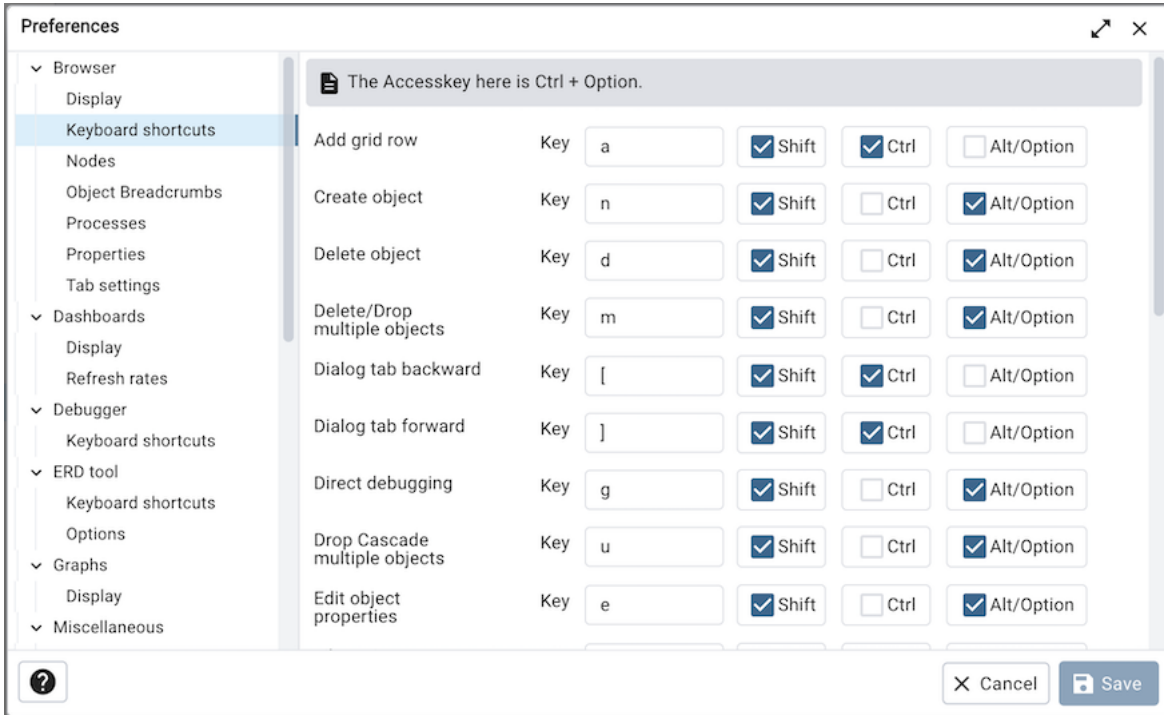 Preferences
Browser
Display
Keyboard shortcuts
Nodes
Object Breadcrumbs
Processes
Properties
Tab settings
Dashboards
Display
Refresh rates
Debugger
Keyboard shortcuts
ERD tool
Keyboard shortcuts
Options
Graphs
Display
Miscellaneous
The Accesskey here is Ctrl + Option.
Add grid row Key a Shift Ctrl Alt/Option
Create object Key n Shift Ctrl Alt/Option
Delete object Key d Shift Ctrl Alt/Option
Delete/Drop
multiple objects Key m Shift Ctrl Alt/Option
Dialog tab backward Key [ Shift Ctrl Alt/Option
Dialog tab forward Key ] Shift Ctrl Alt/Option
Direct debugging Key g Shift Ctrl Alt/Option
Drop Cascade
multiple objects Key u Shift Ctrl Alt/Option
Edit object
properties Key e Shift Ctrl Alt/Option
? Cancel Save